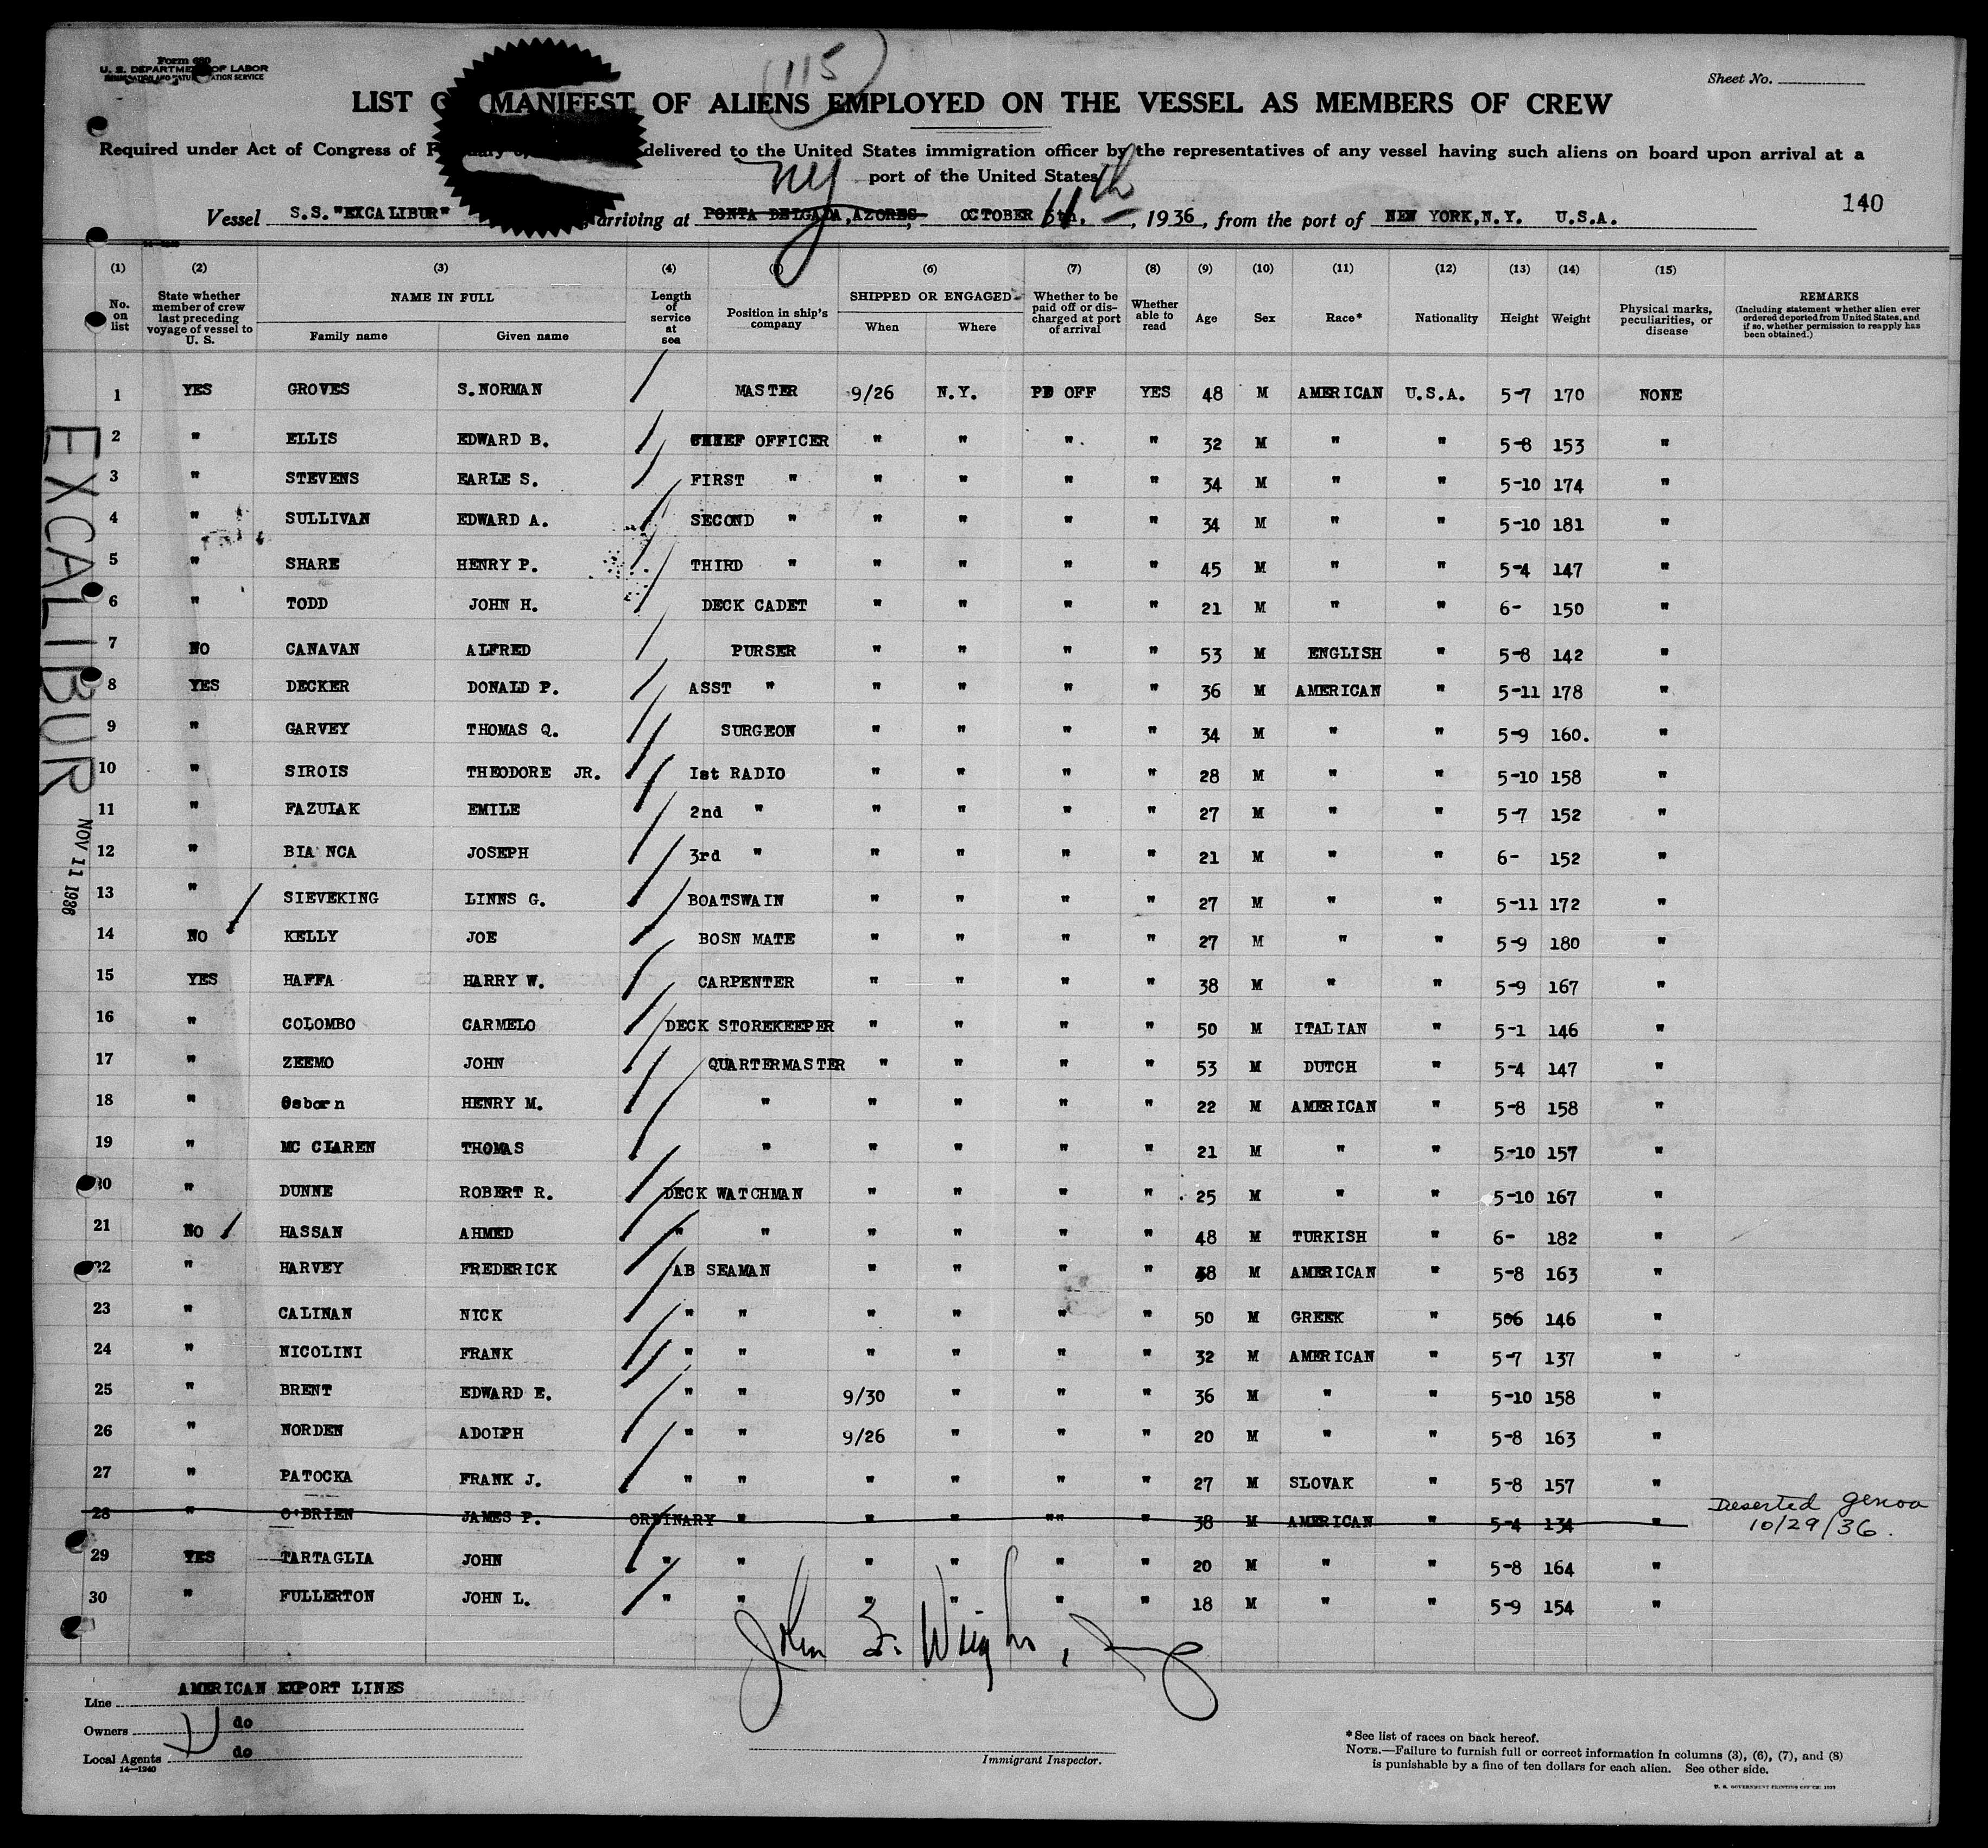 (115)
Form 680
U. S. DEPARTMENT OF LABOR
IMMIGRATION AND NATURALIZATION SERVICE
Sheet No.
LIST O MANIFEST OF ALIENS EMPLOYED ON THE VESSEL AS MEMBERS OF CREW
Required under Act of Congress of F delivered to the United States immigration officer by the representatives of any vessel having such aliens on board upon arrival at a
port of the United States
NY 11th
140
Vessel S.S."EXCALIBUR" arriving at PONTA DELGADA, AZORES OCTOBER 5th, 1936, from the port of NEW YORK, N.Y. U.S.A.
(1) (2) (3) (4) (5) (6) (7) (8) (9) (10) (11) (12) (13) (14) (15)
No. on list State whether member of crew last preceding voyage of vessel to U. S. NAME IN FULL Family name Given name Length of service at sea Position in ship's company SHIPPED OR ENGAGED When Where Whether to be paid off or discharged at port of arrival Whether able to read Age Sex Race* Nationality Height Weight Physical marks, peculiarities, or disease REMARKS (Including statement whether alien ever ordered deported from United States, and if so, whether permission to reapply has been obtained.)
1 YES GROVES S.NORMAN MASTER 9/26 N.Y. PD OFF YES 48 M AMERICAN U.S.A. 5-7 170 NONE
2 " ELLIS EDWARD B. CHIEF OFFICER " " " " 32 M " " 5-8 153 "
3 " STEVENS EARLE S. FIRST " " " " " 34 M " " 5-10 174 "
4 " SULLIVAN EDWARD A. SECOND " " " " " 34 M " " 5-10 181 "
5 " SHARE HENRY P. THIRD " " " " " 45 M " " 5-4 147 "
6 " TODD JOHN H. DECK CADET " " " " 21 M " " 6- 150 "
7 NO CANAVAN ALFRED PURSER " " " " 53 M ENGLISH " 5-8 142 "
8 YES DECKER DONALD P. ASST " " " " " 36 M AMERICAN " 5-11 178 "
9 " GARVEY THOMAS Q. SURGEON " " " " 34 M " " 5-9 160. "
10 " SIROIS THEODORE JR. Ist RADIO " " " " 28 M " " 5-10 158 "
11 " FAZULAK EMILE 2nd " " " " " 27 M " " 5-7 152 "
12 " BIA NCA JOSEPH 3rd " " " " " 21 M " " 6- 152 "
13 " SIEVEKING LINNS G. BOATSWAIN " " " " 27 M " " 5-11 172 "
14 NO KELLY JOE BOSN MATE " " " " 27 M " " 5-9 180 "
15 YES HAFFA HARRY W. CARPENTER " " " " 38 M " " 5-9 167 "
16 " COLOMBO CARMELO DECK STOREKEEPER " " " " 50 M ITALIAN " 5-1 146 "
17 " ZEEMO JOHN QUARTERMASTER " " " " 53 M DUTCH " 5-4 147 "
18 " Osborn HENRY M. " " " " " 22 M AMERICAN " 5-8 158 "
19 " MC CLAREN THOMAS " " " " " 21 M " " 5-10 157 "
20 " DUNNE ROBERT R. DECK WATCHMAN " " " " 25 M " " 5-10 167 "
21 NO HASSAN AHMED " " " " " " 48 M TURKISH " 6- 182 "
22 " HARVEY FREDERICK AB SEAMAN " " " " 38 M AMERICAN " 5-8 163 "
23 " CALINAN NICK " " " " " " 50 M GREEK " 506 146 "
24 " NICOLINI FRANK " " " " " " 32 M AMERICAN " 5-7 137 "
25 " BRENT EDWARD E. " " 9/30 " " " 36 M " " 5-10 158 "
26 " NORDEN ADOLPH " " 9/26 " " " 20 M " " 5-8 163 "
27 " PATOCKA FRANK J. " " " " " " 27 M SLOVAK " 5-8 157 "
28 " O'BRIEN JAMES P. ORDINARY " " " "" " 38 M AMERICAN " 5-4 134 " Deserted Genoa 10/29/36.
29 YES TARTAGLIA JOHN " " " " " " 20 M " " 5-8 164 "
30 " FULLERTON JOHN L. " " " " " " 18 M " " 5-9 154 "
EXCALIBUR
NOV 11 1936
Line AMERICAN EXPORT LINES
Owners do
Local Agents do
14—1240
Immigrant Inspector.
*See list of races on back hereof.
NOTE.—Failure to furnish full or correct information in columns (3), (6), (7), and (8)
is punishable by a fine of ten dollars for each alien. See other side.